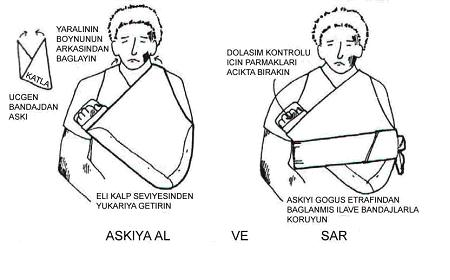 YARALININ
BOYNUNUN
ARKASINDAN
BAGLAYIN
KATLA
UCGEN
BANDAJDAN
ASKI
ELI KALP SEVIYESINDEN
YUKARIYA GETIRIN
DOLASIM KONTROLU
ICIN PARMAKLARI
ACIKTA BIRAKIN
ASKIYI GOGUS ETRAFINDAN
BAGLANMIS ILAVE BANDAJLARLA
KORUYUN
ASKIYA AL VE SAR